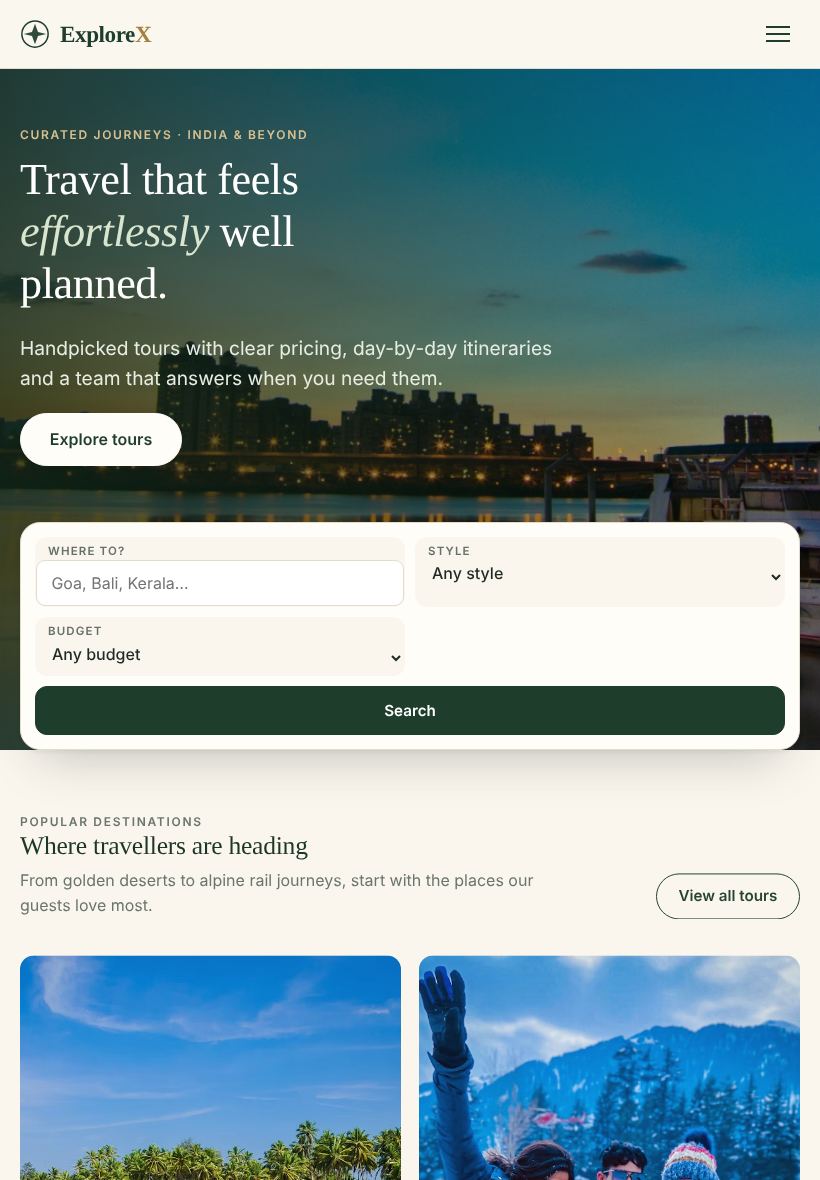 ExploreX
CURATED JOURNEYS · INDIA & BEYOND
Travel that feels
effortlessly well
planned.
Handpicked tours with clear pricing, day-by-day itineraries
and a team that answers when you need them.
Explore tours
WHERE TO?
Goa, Bali, Kerala...
STYLE
Any style
BUDGET
Any budget
Search
POPULAR DESTINATIONS
Where travellers are heading
From golden deserts to alpine rail journeys, start with the places our
guests love most.
View all tours